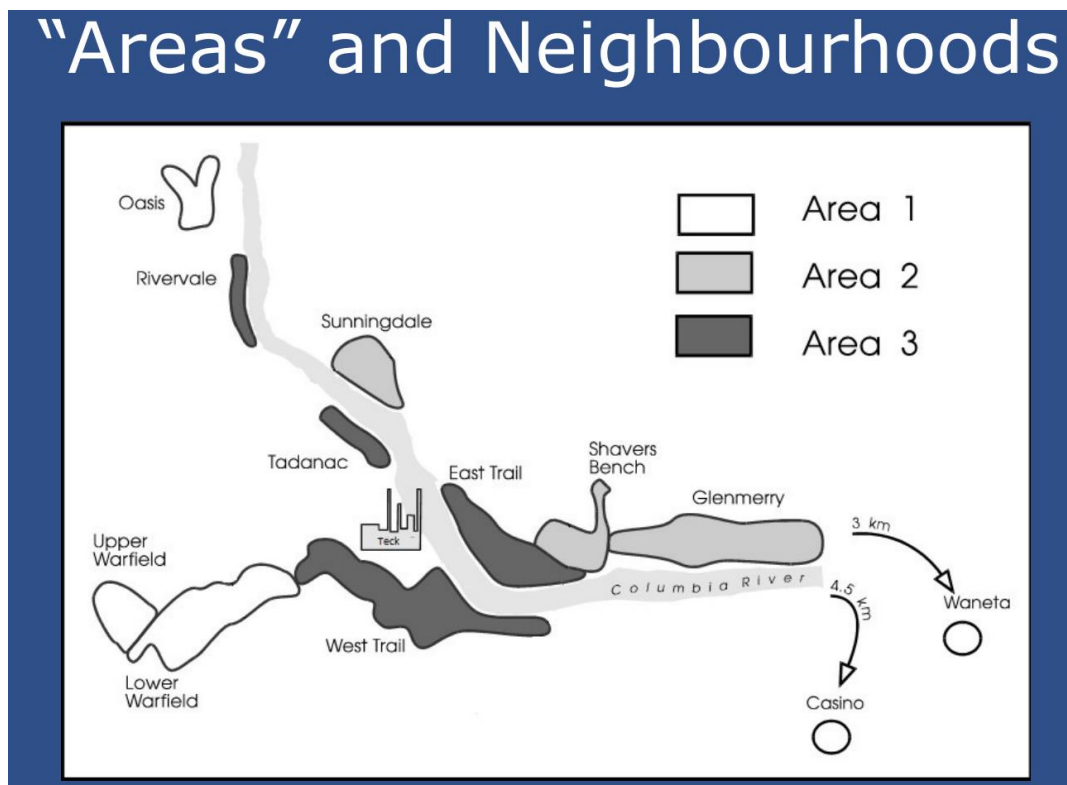 “Areas” and Neighbourhoods
Oasis
Area 1
Rivervale
Area 2
Sunningdale
Area 3
Tadanac
East Trail
Shavers
Bench
Glenmerry
Teck
3 km
Upper
Warfield
Columbia River
4.5 km
Waneta
West Trail
Lower
Warfield
Casino